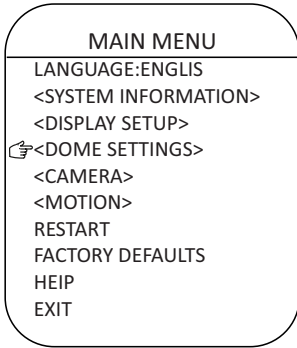 MAIN MENU
LANGUAGE:ENGLIS
<SYSTEM INFORMATION>
<DISPLAY SETUP>
<DOME SETTINGS>
<CAMERA>
<MOTION>
RESTART
FACTORY DEFAULTS
HEIP
EXIT